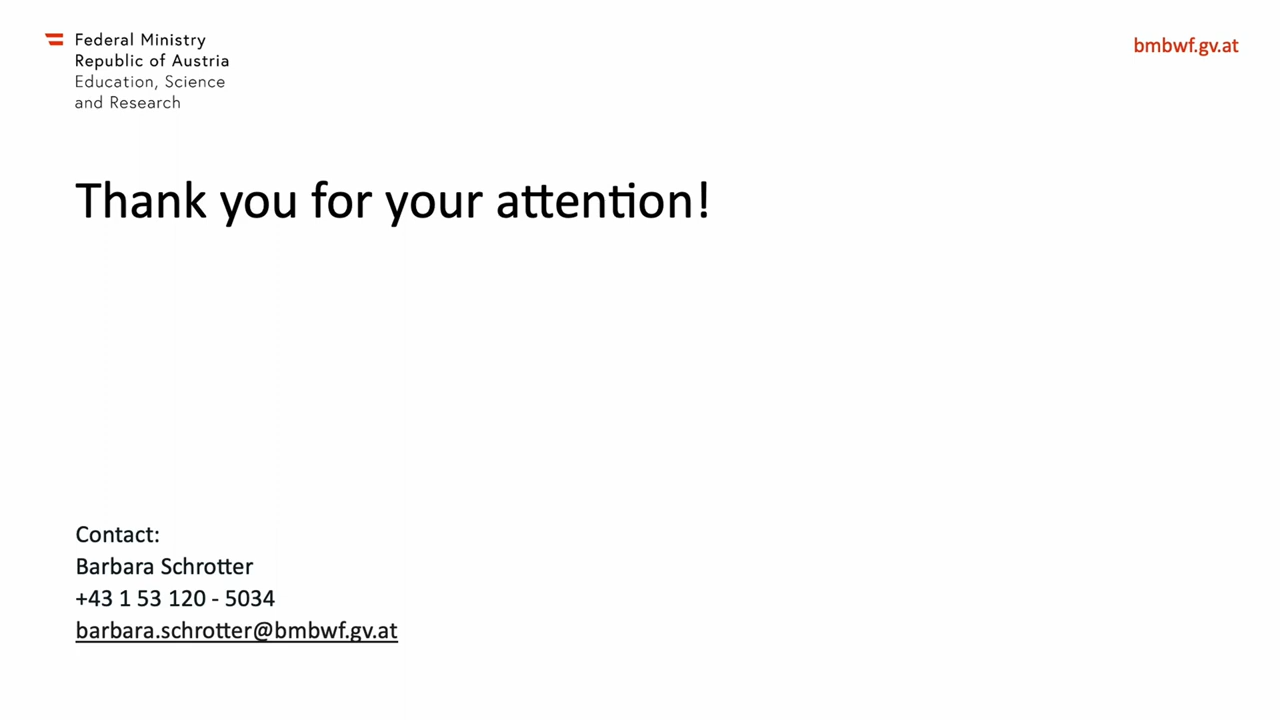 Federal Ministry
Republic of Austria
Education, Science
and Research
bmbwf.gv.at
Thank you for your attention!
Contact:
Barbara Schrotter
+43 1 53 120 - 5034
barbara.schrotter@bmbwf.gv.at